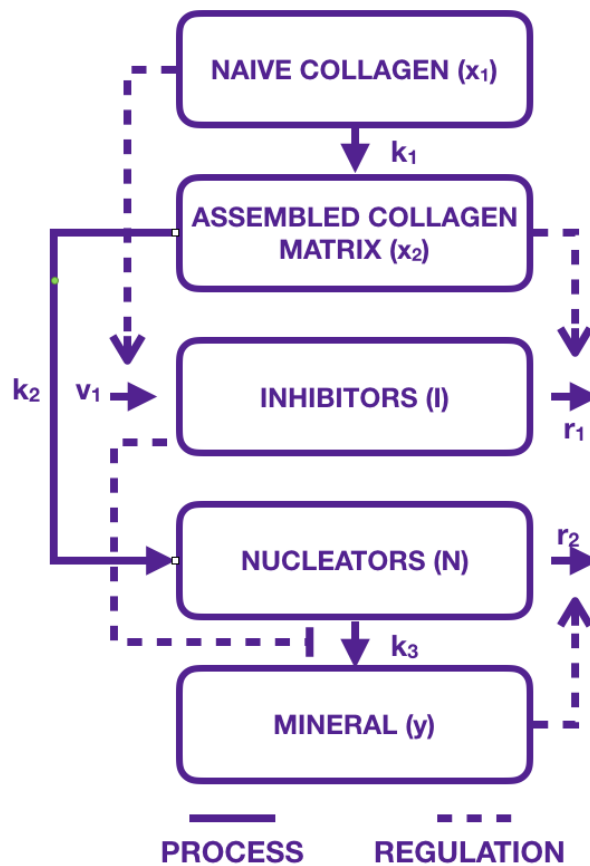 NAIVE COLLAGEN (x₁)
k₁
ASSEMBLED COLLAGEN
MATRIX (x₂)
k₂
v₁
INHIBITORS (I)
r₁
r₂
NUCLEATORS (N)
k₃
MINERAL (y)
PROCESS
REGULATION